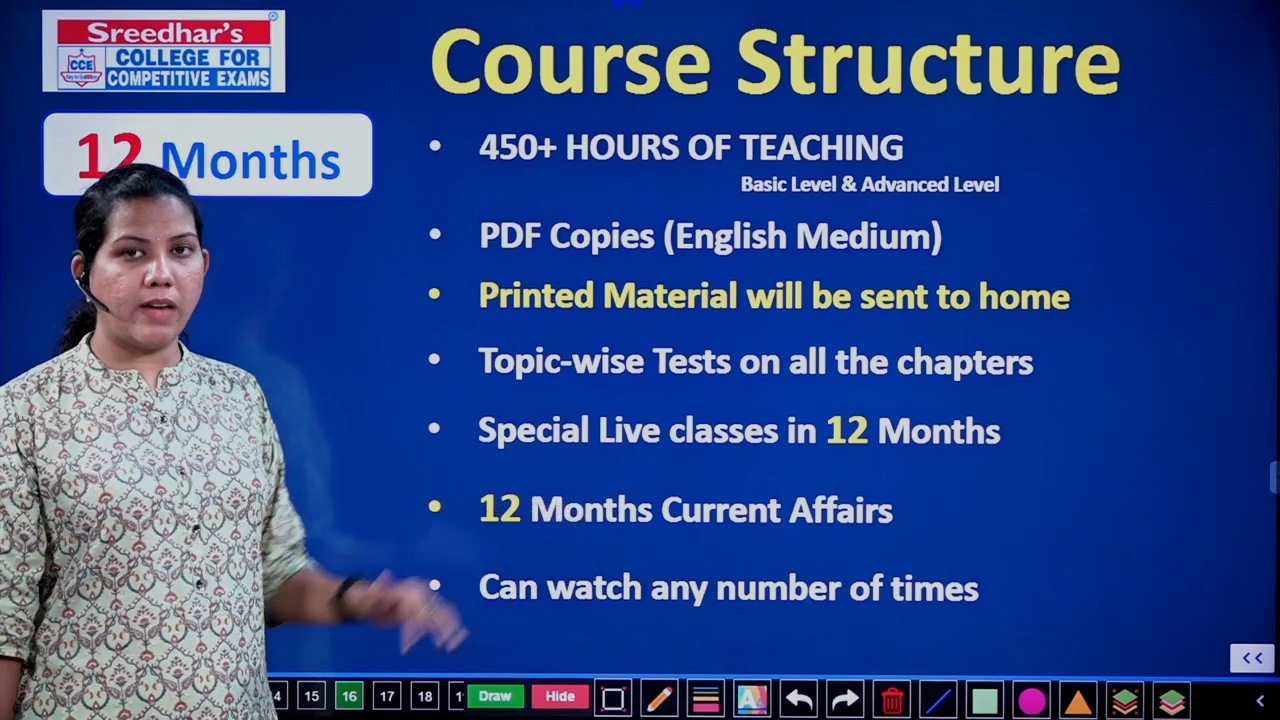 Sreedhar's
CCE
COLLEGE FOR
COMPETITIVE EXAMS
12 Months
Course Structure
• 450+ HOURS OF TEACHING
Basic Level & Advanced Level
• PDF Copies (English Medium)
• Printed Material will be sent to home
• Topic-wise Tests on all the chapters
• Special Live classes in 12 Months
• 12 Months Current Affairs
• Can watch any number of times
<<
15 16 17 18 Draw Hide